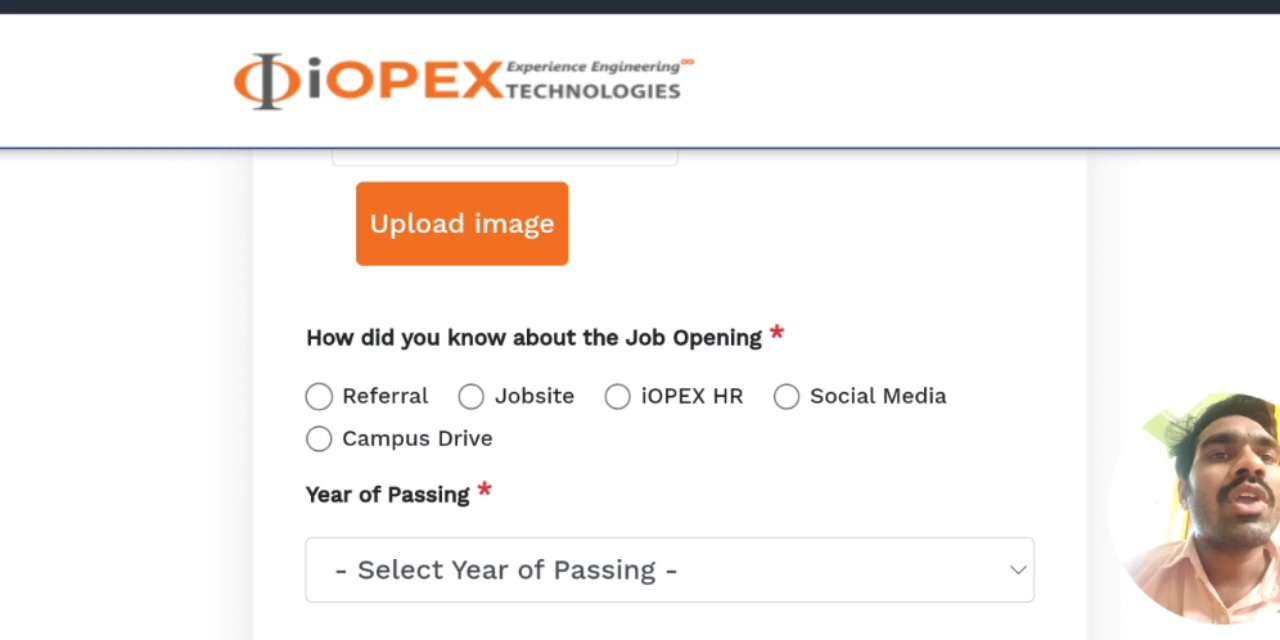 iOPEX Experience Engineering∞
TECHNOLOGIES
Upload image
How did you know about the Job Opening *
Referral Jobsite iOPEX HR Social Media
Campus Drive
Year of Passing *
- Select Year of Passing -